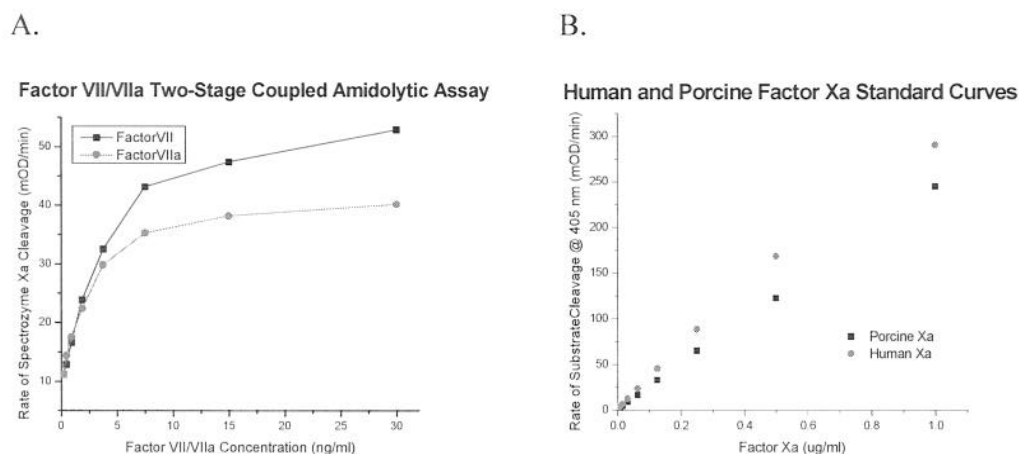 A.
Factor VII/VIIa Two-Stage Coupled Amidolytic Assay
Rate of Spectrozyme Xa Cleavage (mOD/min)
50
40
30
20
10
FactorVII
FactorVIIa
0
5
10
15
20
25
30
Factor VII/VIIa Concentration (ng/ml)
B.
Human and Porcine Factor Xa Standard Curves
Rate of SubstrateCleavage @ 405 nm (mOD/min)
300
250
200
150
100
50
0
Porcine Xa
Human Xa
0.0
0.2
0.4
0.6
0.8
1.0
Factor Xa (ug/ml)